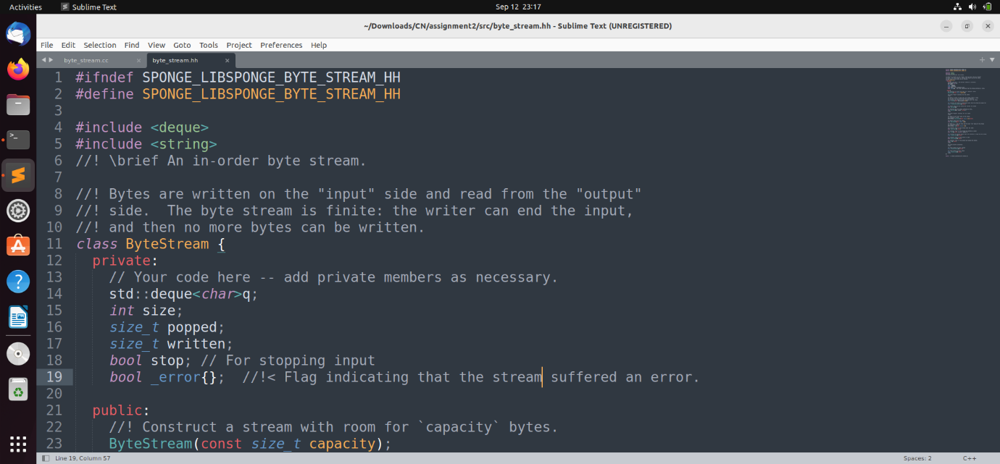 Activities
Sublime Text
Sep 12 23:17
~/Downloads/CN/assignment2/src/byte_stream.hh - Sublime Text (UNREGISTERED)
File Edit Selection Find View Goto Tools Project Preferences Help
byte_stream.cc
byte_stream.hh
1 #ifndef SPONGE_LIBSPONGE_BYTE_STREAM_HH
2 #define SPONGE_LIBSPONGE_BYTE_STREAM_HH
3
4 #include <deque>
5 #include <string>
6 //! \brief An in-order byte stream.
7
8 //! Bytes are written on the "input" side and read from the "output"
9 //! side.  The byte stream is finite: the writer can end the input,
10 //! and then no more bytes can be written.
11 class ByteStream {
12   private:
13     // Your code here -- add private members as necessary.
14     std::deque<char>q;
15     int size;
16     size_t popped;
17     size_t written;
18     bool stop; // For stopping input
19     bool _error{};  //!< Flag indicating that the stream suffered an error.
20
21   public:
22     //! Construct a stream with room for `capacity` bytes.
23     ByteStream(const size_t capacity);
Line 19, Column 57
Spaces: 2
C++